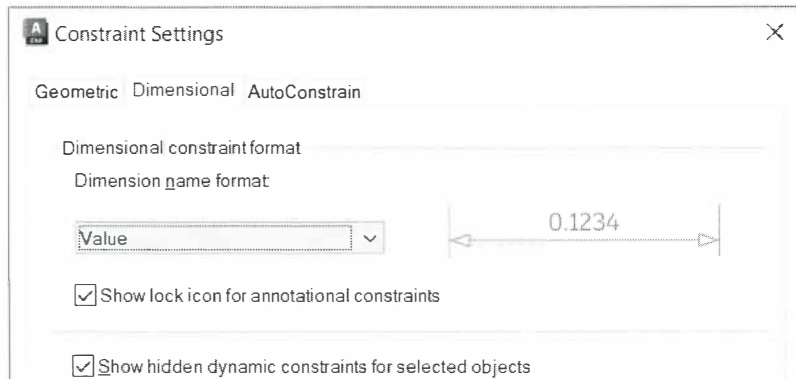 Constraint Settings
Geometric Dimensional AutoConstrain
Dimensional constraint format
Dimension name format:
Value
0.1234
Show lock icon for annotational constraints
Show hidden dynamic constraints for selected objects